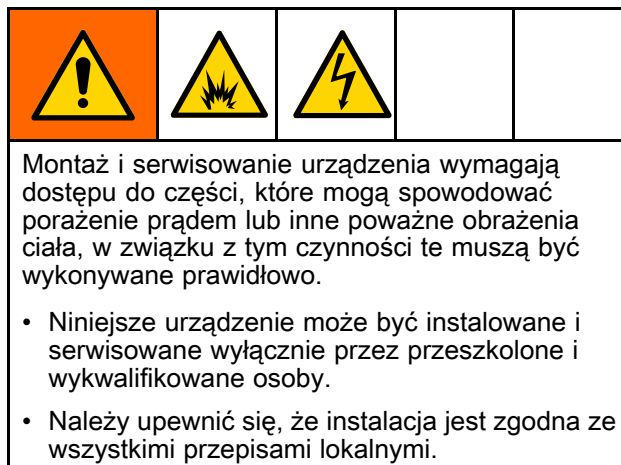 Montaż i serwisowanie urządzenia wymagają
dostępu do części, które mogą spowodować
porażenie prądem lub inne poważne obrażenia
ciała, w związku z tym czynności te muszą być
wykonywane prawidłowo.
• Niniejsze urządzenie może być instalowane i
serwisowane wyłącznie przez przeszkolone i
wykwalifikowane osoby.
• Należy upewnić się, że instalacja jest zgodna ze
wszystkimi przepisami lokalnymi.